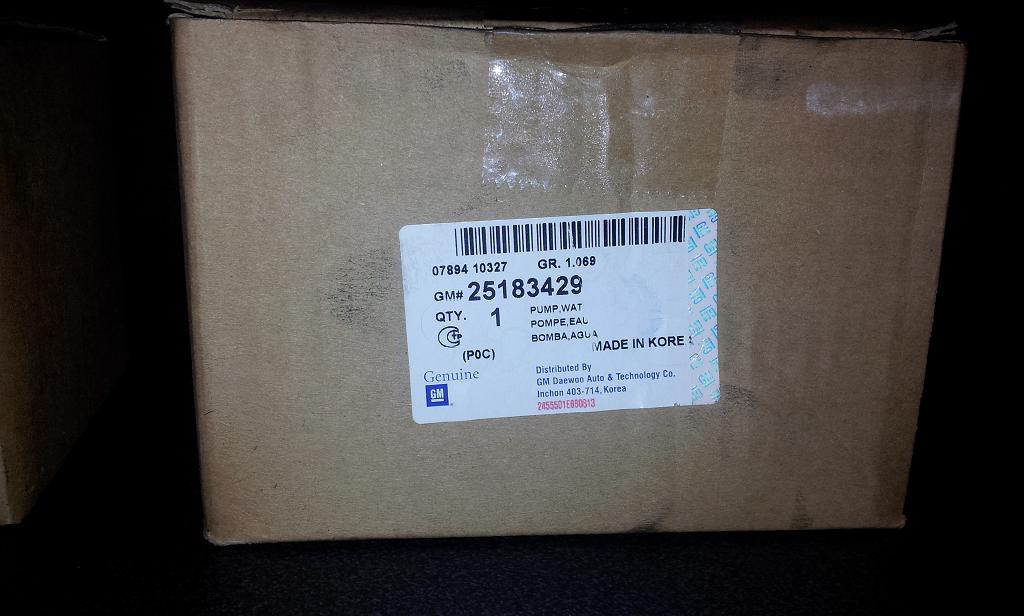 07894 10327 GR. 1.069
GM# 25183429
QTY. 1
PUMP,WAT
POMPE,EAU
BOMBA,AGUA
(P0C)
MADE IN KORE
Genuine
GM
Distributed By
GM Daewoo Auto & Technology Co.
Inchon 403-714, Korea